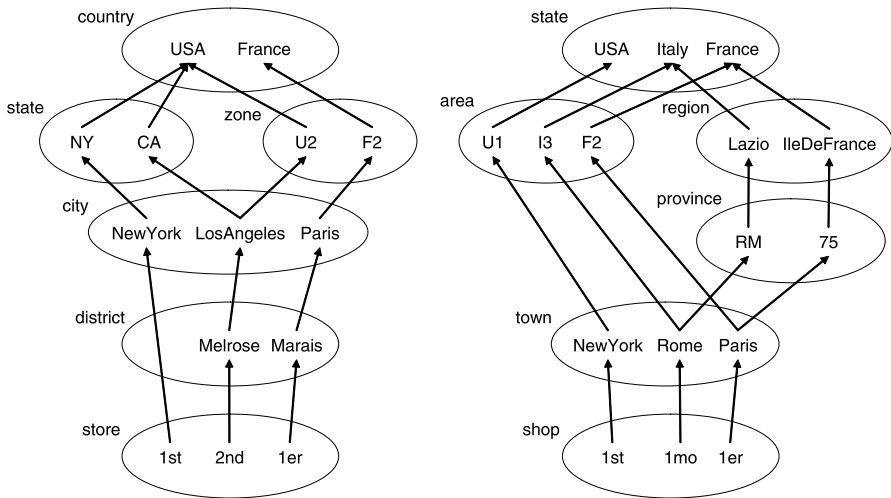 country
USA France
state
zone
NY CA U2 F2
city
NewYork LosAngeles Paris
district
Melrose Marais
store
1st 2nd 1er
state
USA Italy France
area
region
U1 I3 F2 Lazio IleDeFrance
province
RM 75
town
NewYork Rome Paris
shop
1st 1mo 1er